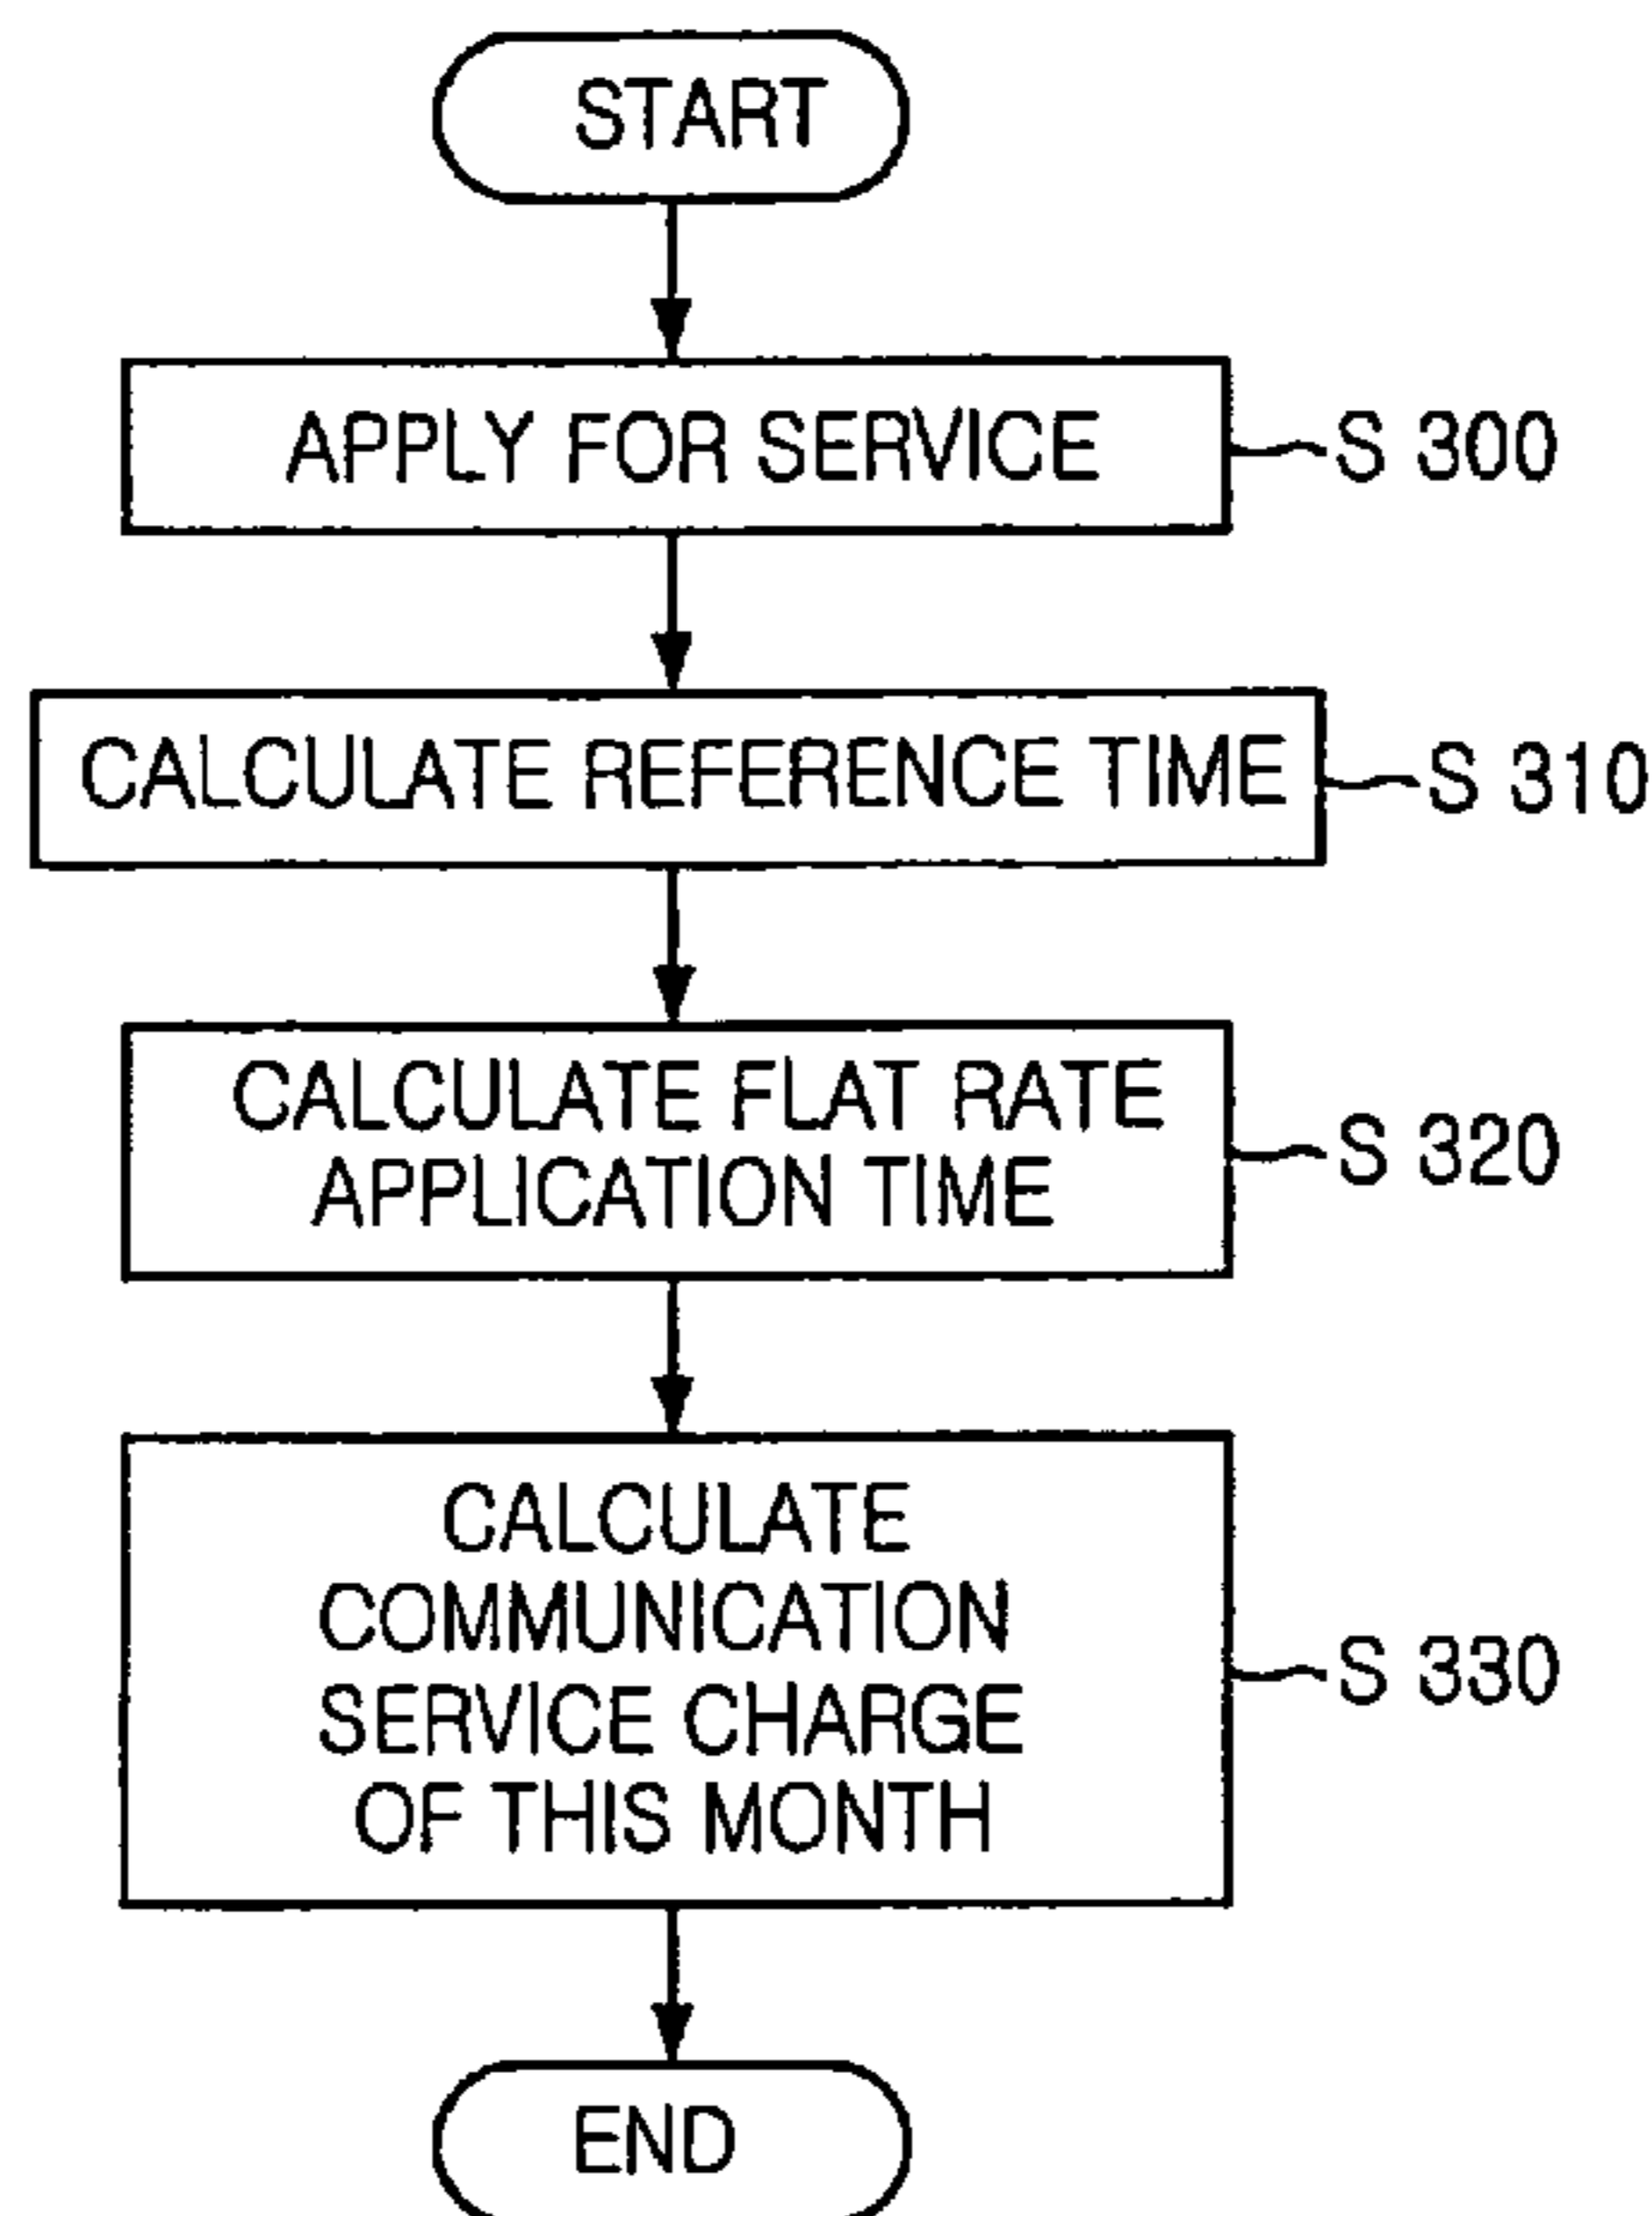 START
APPLY FOR SERVICE
S 300
CALCULATE REFERENCE TIME
S 310
CALCULATE FLAT RATE
APPLICATION TIME
S 320
CALCULATE
COMMUNICATION
SERVICE CHARGE
OF THIS MONTH
S 330
END